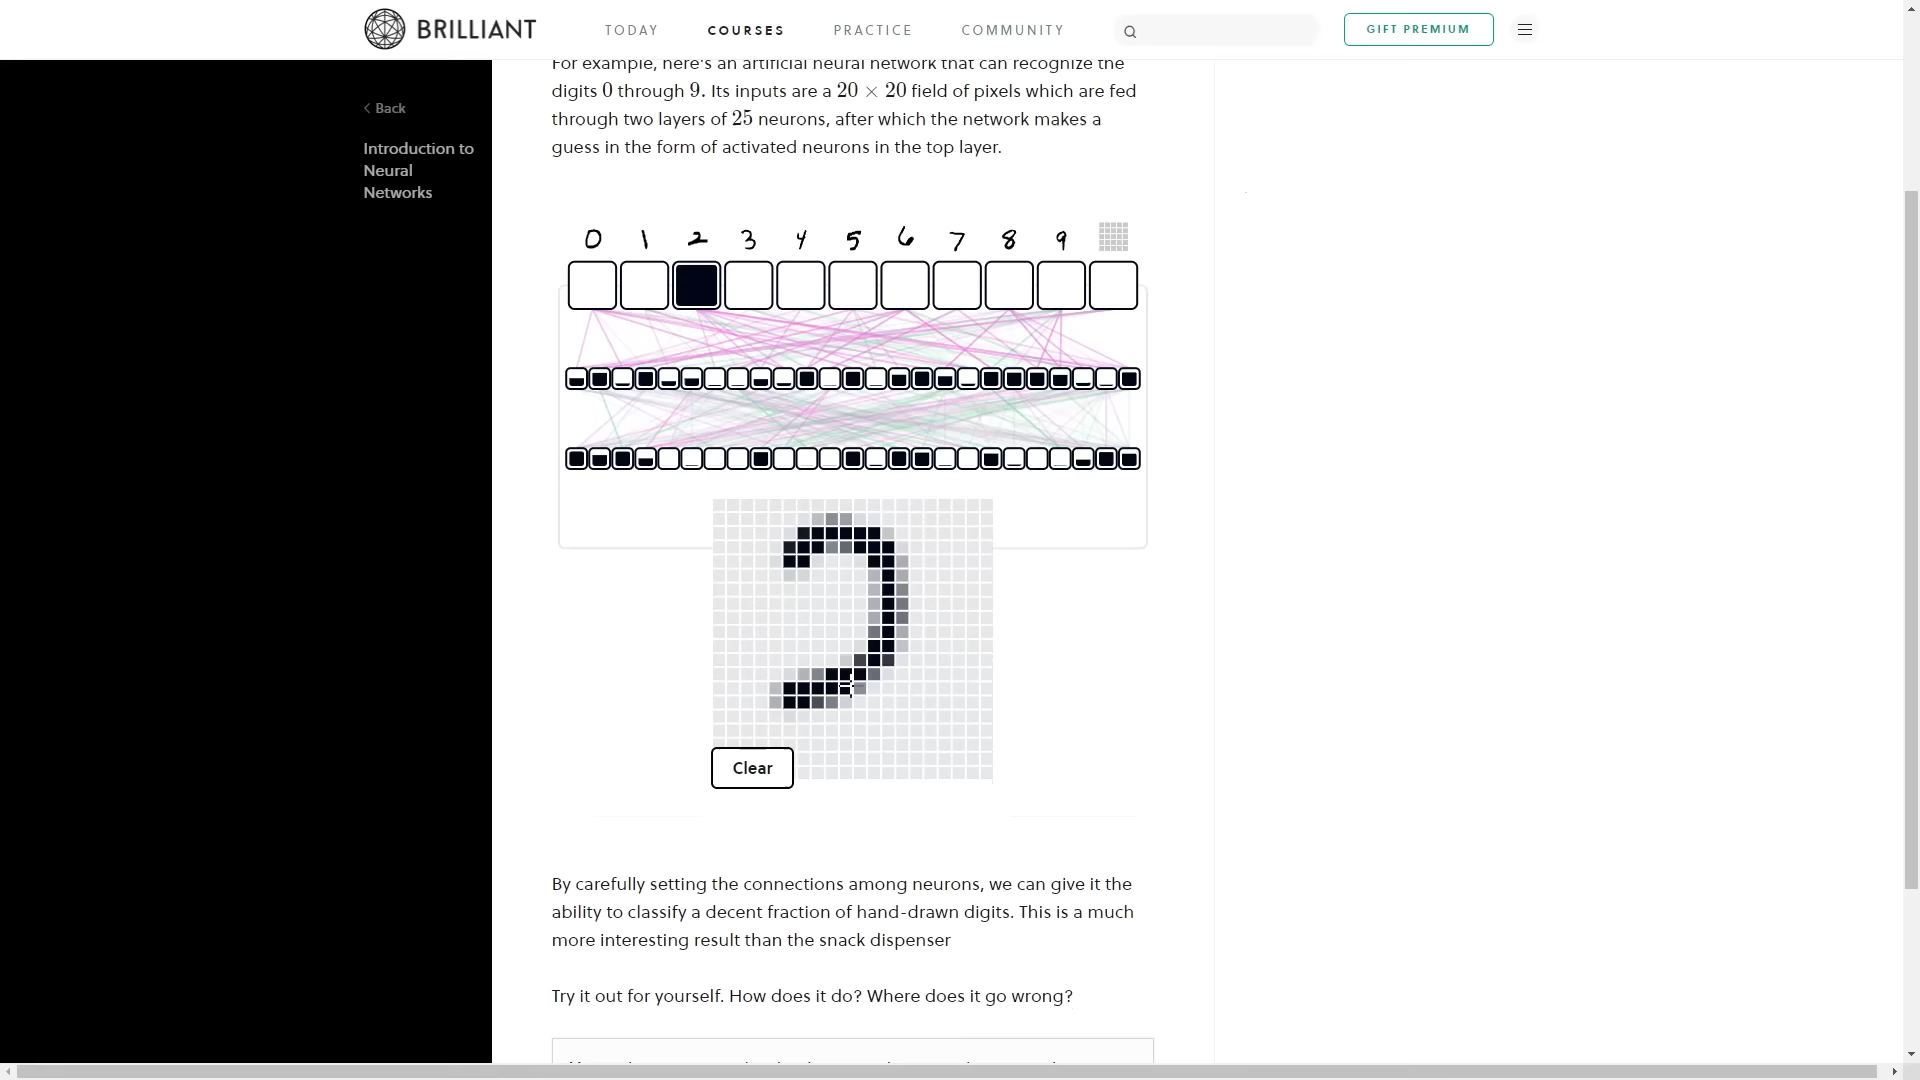 BRILLIANT
TODAY COURSES PRACTICE COMMUNITY GIFT PREMIUM
Back
Introduction to
Neural
Networks
For example, here's an artificial neural network that can recognize the
digits 0 through 9. Its inputs are a 20 × 20 field of pixels which are fed
through two layers of 25 neurons, after which the network makes a
guess in the form of activated neurons in the top layer.
0 1 2 3 4 5 6 7 8 9
Clear
By carefully setting the connections among neurons, we can give it the
ability to classify a decent fraction of hand-drawn digits. This is a much
more interesting result than the snack dispenser
Try it out for yourself. How does it do? Where does it go wrong?